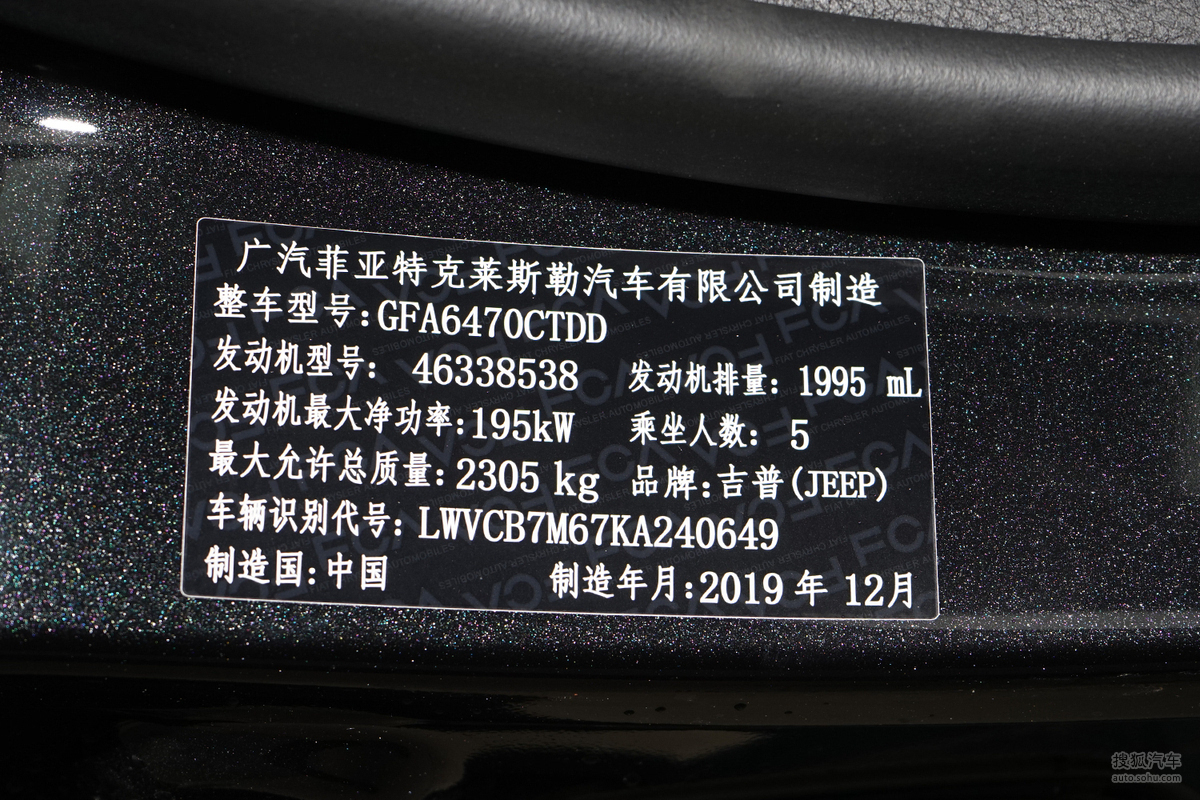 广汽菲亚特克莱斯勒汽车有限公司制造
整车型号:GFA6470CTDD
发动机型号: 46338538 发动机排量: 1995 mL
发动机最大净功率:195kW 乘坐人数: 5
最大允许总质量:2305 kg 品牌:吉普(JEEP)
车辆识别代号: LWVCB7M67KA240649
制造国:中国 制造年月:2019年 12月
搜狐汽车
auto.sohu.com